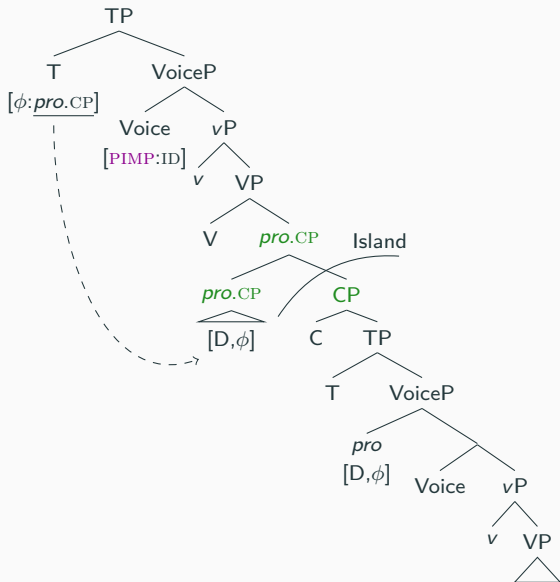 TP
T VoiceP
[ϕ:pro.CP] Voice vP
[PIMP:ID] v VP
V pro.CP Island
pro.CP CP
[D,ϕ] C TP
T VoiceP
pro
[D,ϕ] Voice vP
v VP